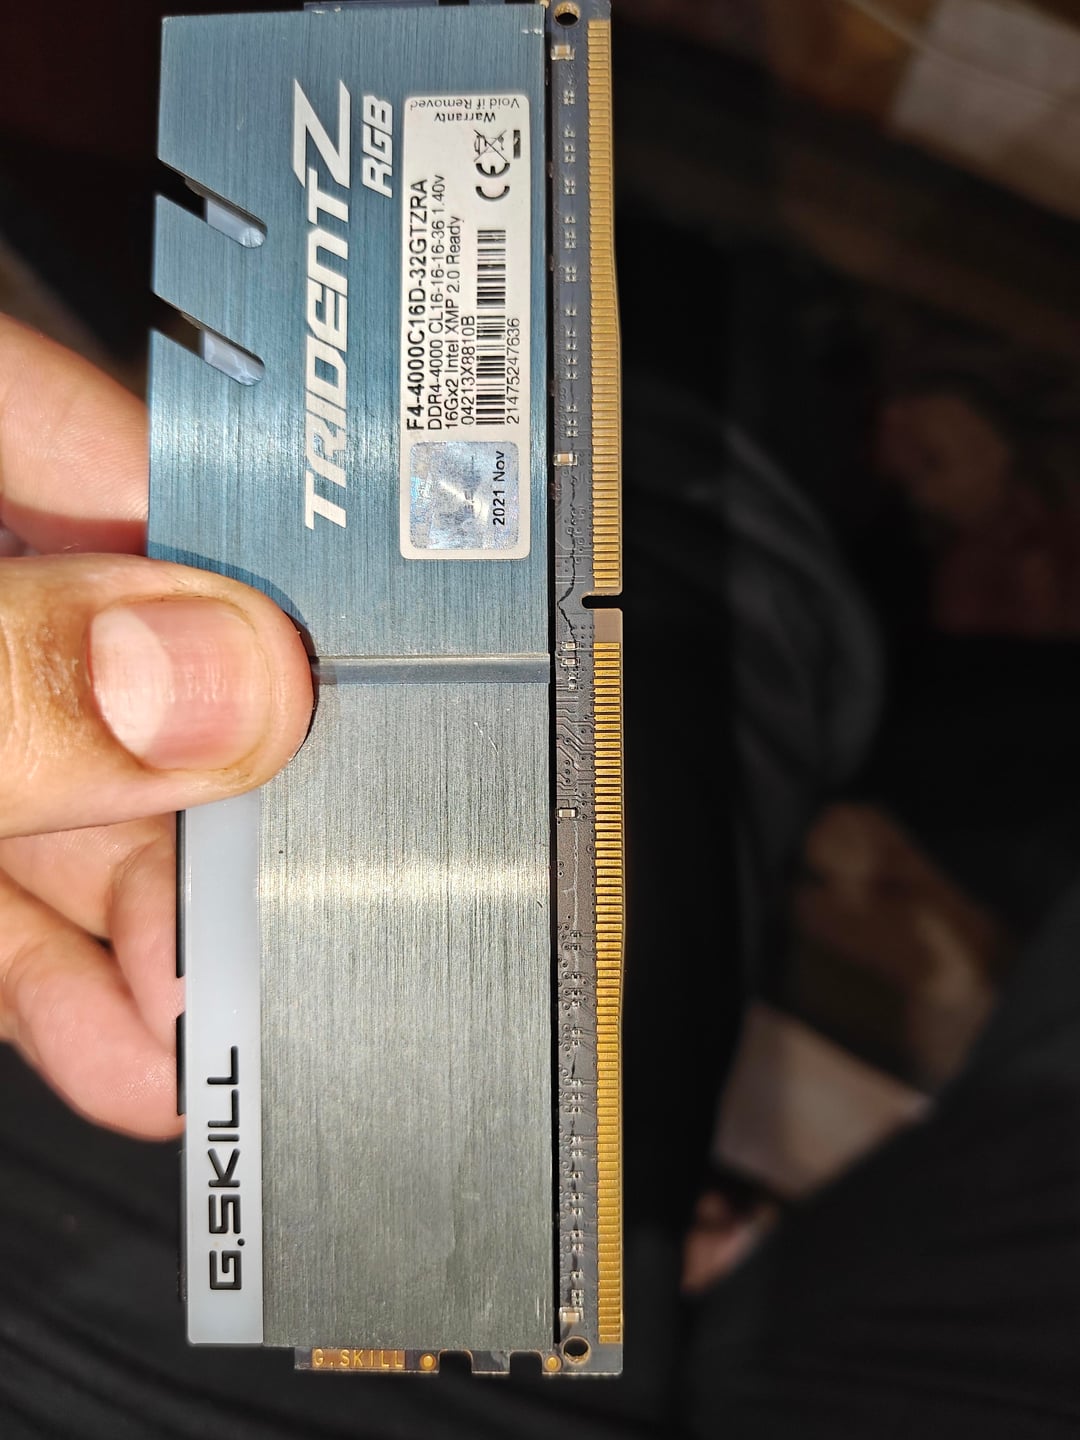 TRIDENT Z
RGB
F4-4000C16D-32GTZRA
DDR4-4000 CL16-16-16-36 1.40v
16Gx2 Intel XMP 2.0 Ready
04213X8810B
21475247636
CE
Warranty
Void if Removed
2021 Nov
G.SKILL
G.SKILL